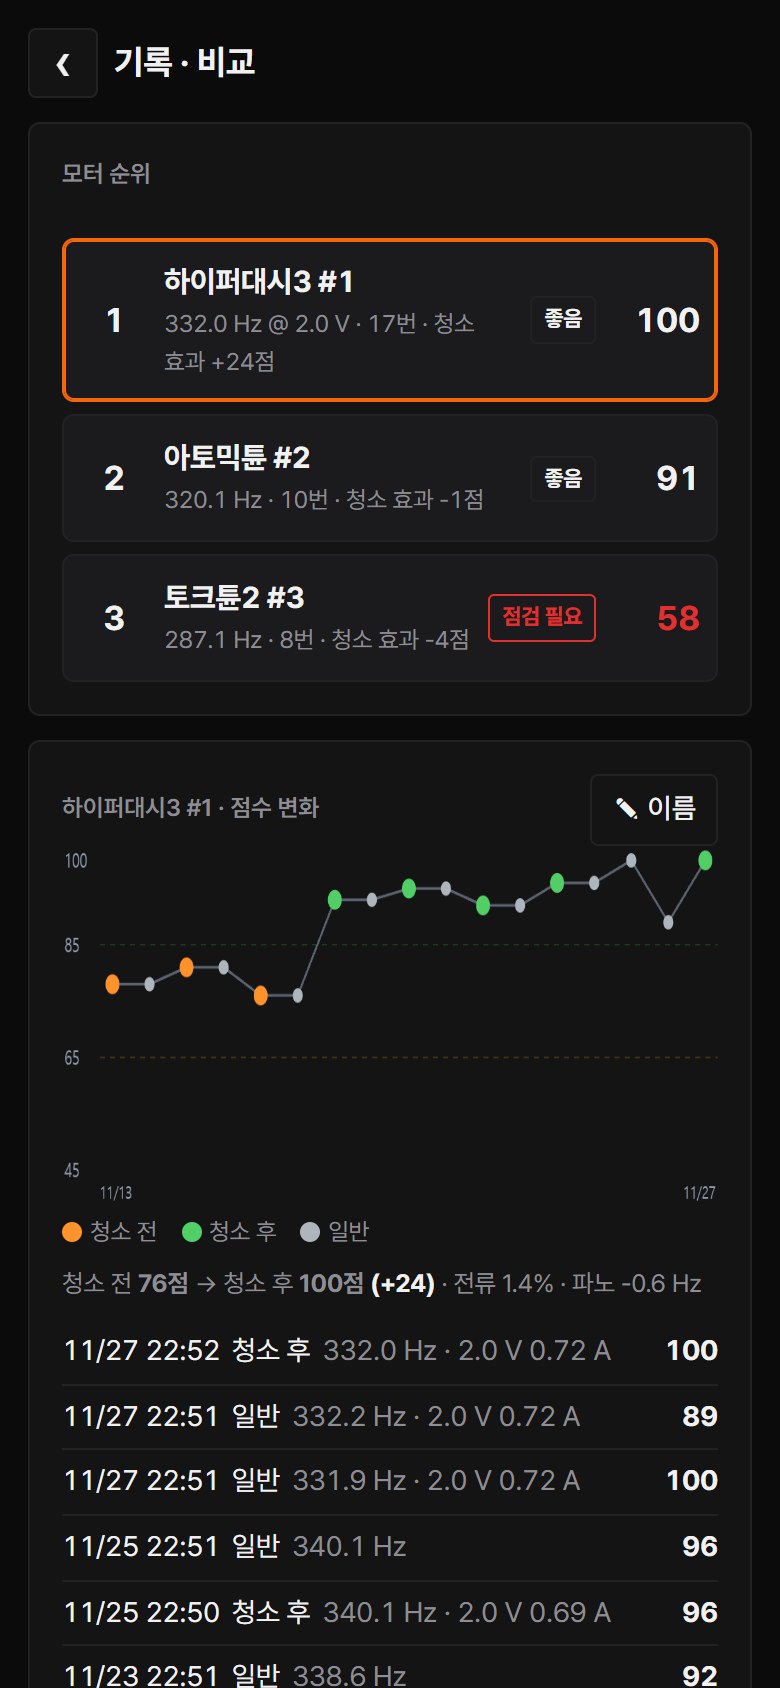 ‹ 기록 · 비교
모터 순위
1 하이퍼대시3 #1 좋음 100
332.0 Hz @ 2.0 V · 17번 · 청소
효과 +24점
2 아토믹튠 #2 좋음 91
320.1 Hz · 10번 · 청소 효과 -1점
3 토크튠2 #3 점검 필요 58
287.1 Hz · 8번 · 청소 효과 -4점
하이퍼대시3 #1 · 점수 변화 ✏ 이름
100
85
65
45
11/13 11/27
청소 전 청소 후 일반
청소 전 76점 → 청소 후 100점 (+24) · 전류 1.4% · 파노 -0.6 Hz
11/27 22:52 청소 후 332.0 Hz · 2.0 V 0.72 A 100
11/27 22:51 일반 332.2 Hz · 2.0 V 0.72 A 89
11/27 22:51 일반 331.9 Hz · 2.0 V 0.72 A 100
11/25 22:51 일반 340.1 Hz 96
11/25 22:50 청소 후 340.1 Hz · 2.0 V 0.69 A 96
11/23 22:51 일반 338.6 Hz 92